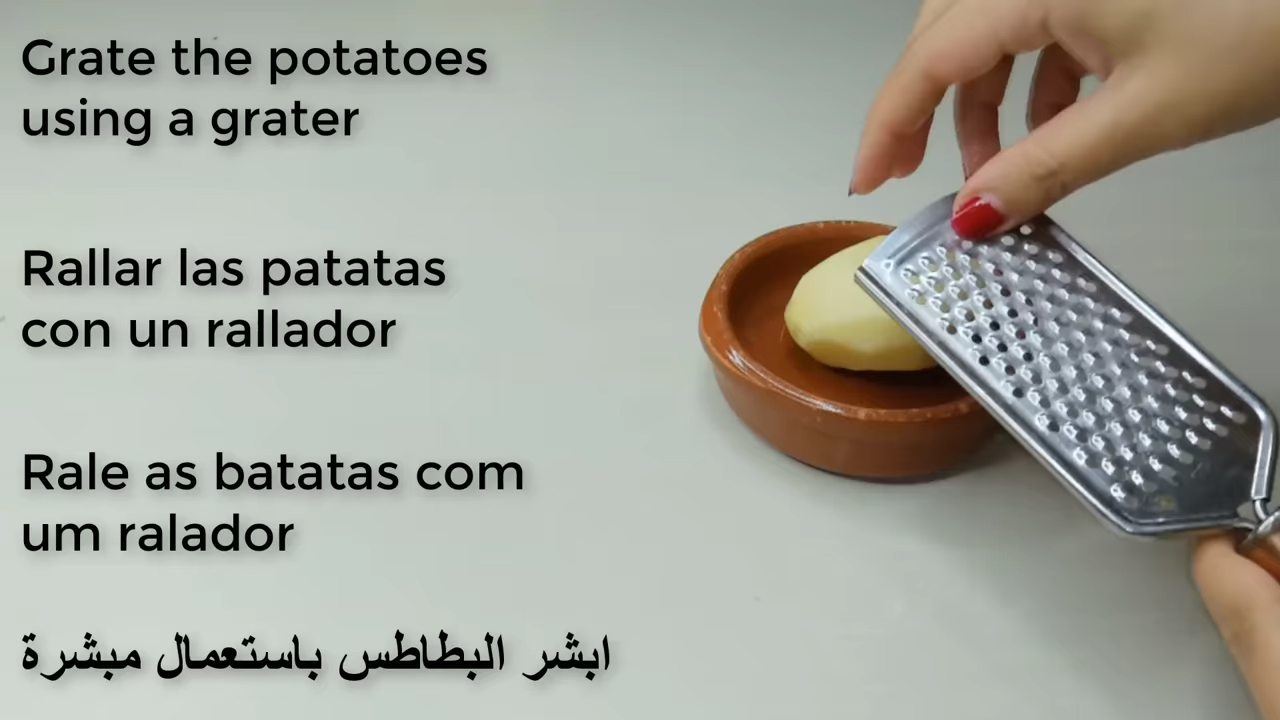 Grate the potatoes
using a grater
Rallar las patatas
con un rallador
Rale as batatas com
um ralador
ابشر البطاطس باستعمال مبشرة